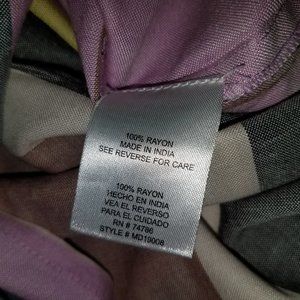 100% RAYON
MADE IN INDIA
SEE REVERSE FOR CARE
100% RAYON
HECHO EN INDIA
VEA EL REVERSO
PARA EL CUIDADO
RN # 74786
STYLE # MD19008